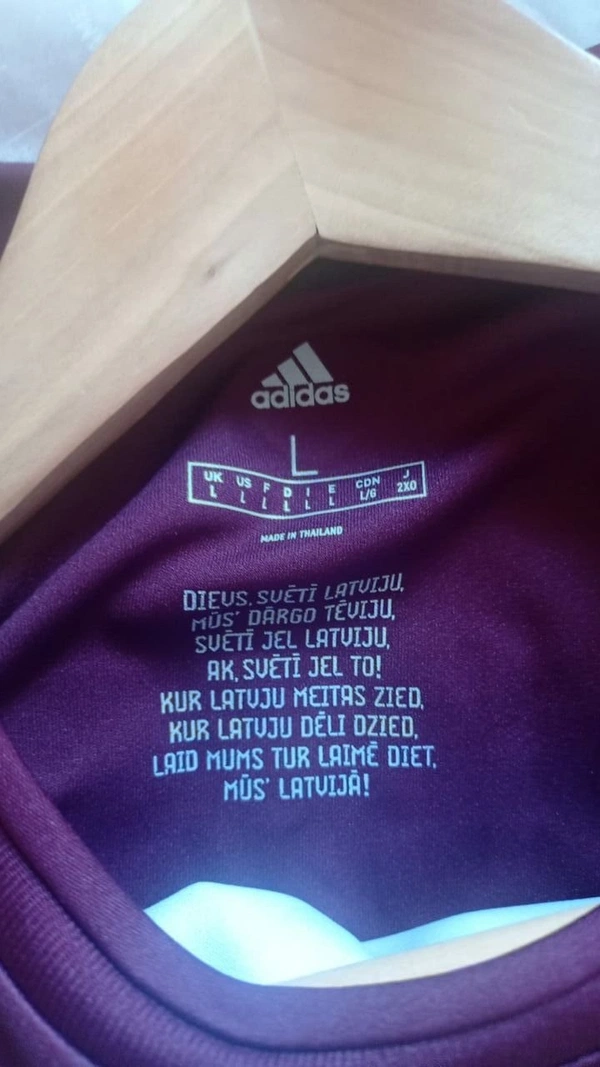 adidas
L
UK US F D I E CDN J
L L L L L L L/G 2XO
MADE IN THAILAND
DIEVS, SVĒTĪ LATVIJU,
MŪS' DĀRGO TĒVIJU,
SVĒTĪ JEL LATVIJU,
AK, SVĒTĪ JEL TO!
KUR LATVJU MEITAS ZIED,
KUR LATVJU DĒLI DZIED,
LAID MUMS TUR LAIMĒ DIET,
MŪS' LATVIJĀ!